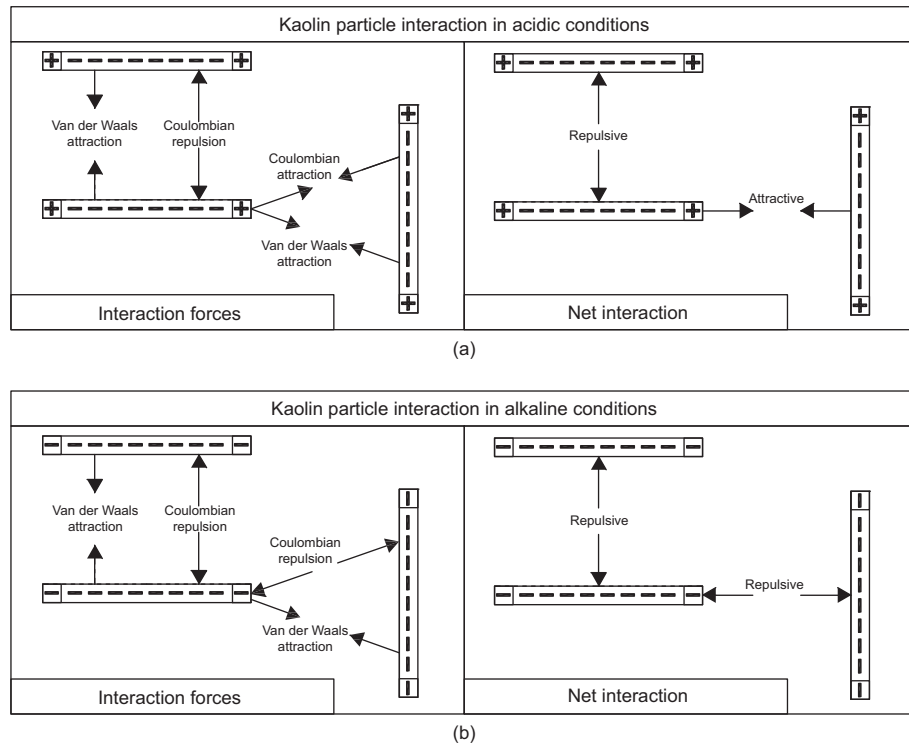 Kaolin particle interaction in acidic conditions
Van der Waals
attraction
Coulombian
repulsion
Coulombian
attraction
Van der Waals
attraction
Interaction forces
Repulsive
Attractive
Net interaction
(a)
Kaolin particle interaction in alkaline conditions
Van der Waals
attraction
Coulombian
repulsion
Coulombian
repulsion
Van der Waals
attraction
Interaction forces
Repulsive
Repulsive
Net interaction
(b)